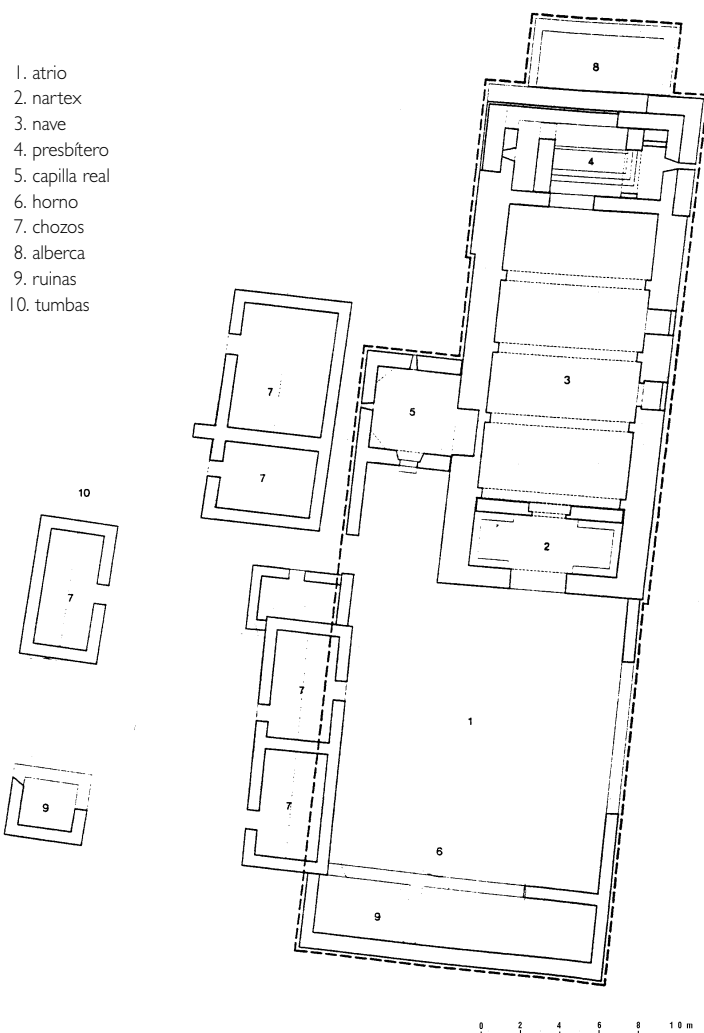 1. atrio
2. nartex
3. nave
4. presbítero
5. capilla real
6. horno
7. chozos
8. alberca
9. ruinas
10. tumbas
8
4
3
7
5
7
10
2
7
7
1
7
9
6
9
0 2 4 6 8 10 m